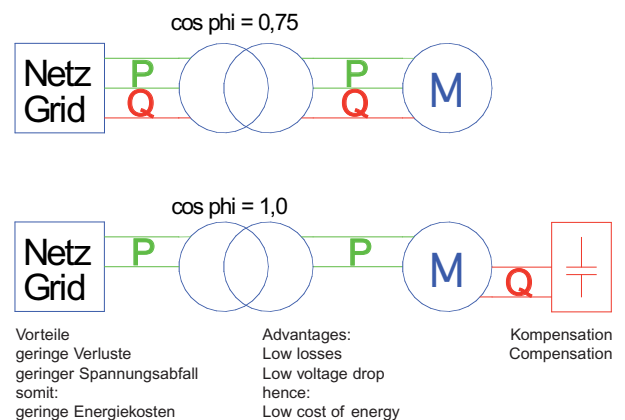 cos phi = 0,75
Netz P P M
Grid Q Q
cos phi = 1,0
Netz P P M
Grid Q
Vorteile
geringe Verluste
geringer Spannungsabfall
somit:
geringe Energiekosten
Advantages:
Low losses
Low voltage drop
hence:
Low cost of energy
Kompensation
Compensation